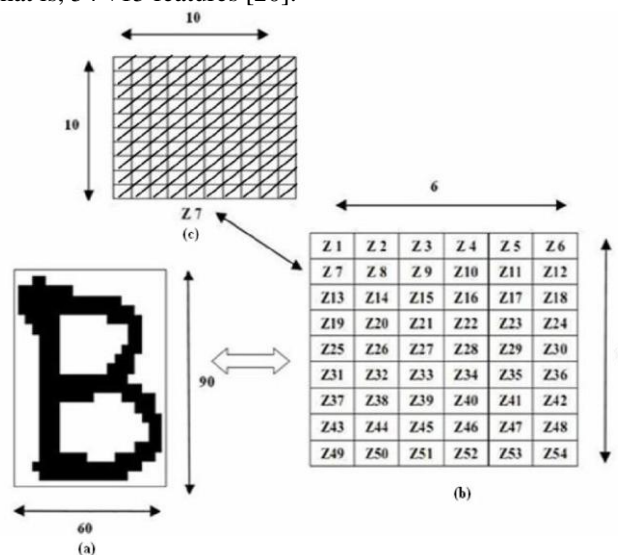 10
10
Z 7
(c)
6
Z 1 Z 2 Z 3 Z 4 Z 5 Z 6
Z 7 Z 8 Z 9 Z10 Z11 Z12
Z13 Z14 Z15 Z16 Z17 Z18
Z19 Z20 Z21 Z22 Z23 Z24
Z25 Z26 Z27 Z28 Z29 Z30
Z31 Z32 Z33 Z34 Z35 Z36
Z37 Z38 Z39 Z40 Z41 Z42
Z43 Z44 Z45 Z46 Z47 Z48
Z49 Z50 Z51 Z52 Z53 Z54
(b)
B
90
60
(a)